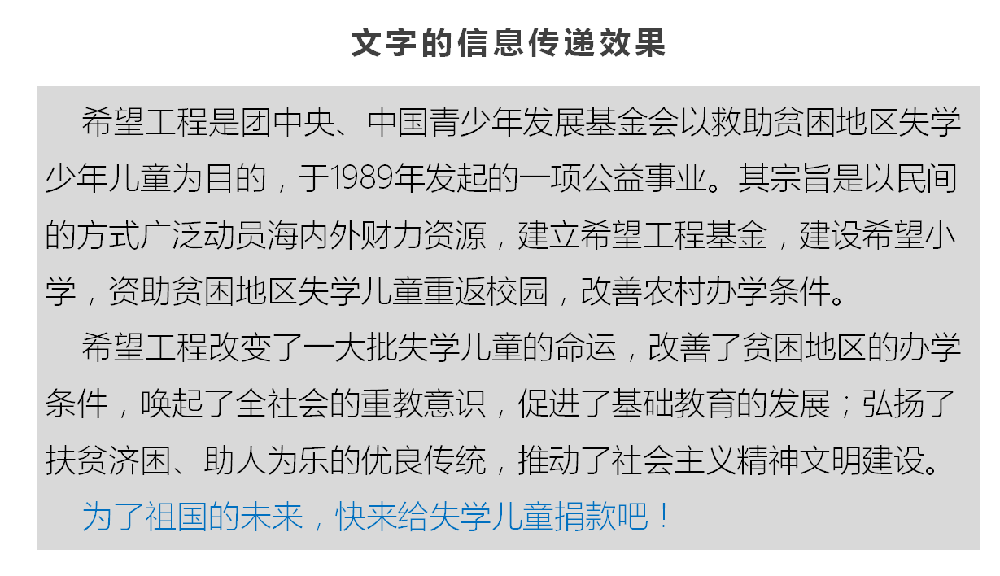 文字的信息传递效果
希望工程是团中央、中国青少年发展基金会以救助贫困地区失学
少年儿童为目的，于1989年发起的一项公益事业。其宗旨是以民间
的方式广泛动员海内外财力资源，建立希望工程基金，建设希望小
学，资助贫困地区失学儿童重返校园，改善农村办学条件。
希望工程改变了一大批失学儿童的命运，改善了贫困地区的办学
条件，唤起了全社会的重教意识，促进了基础教育的发展；弘扬了
扶贫济困、助人为乐的优良传统，推动了社会主义精神文明建设。
为了祖国的未来，快来给失学儿童捐款吧！